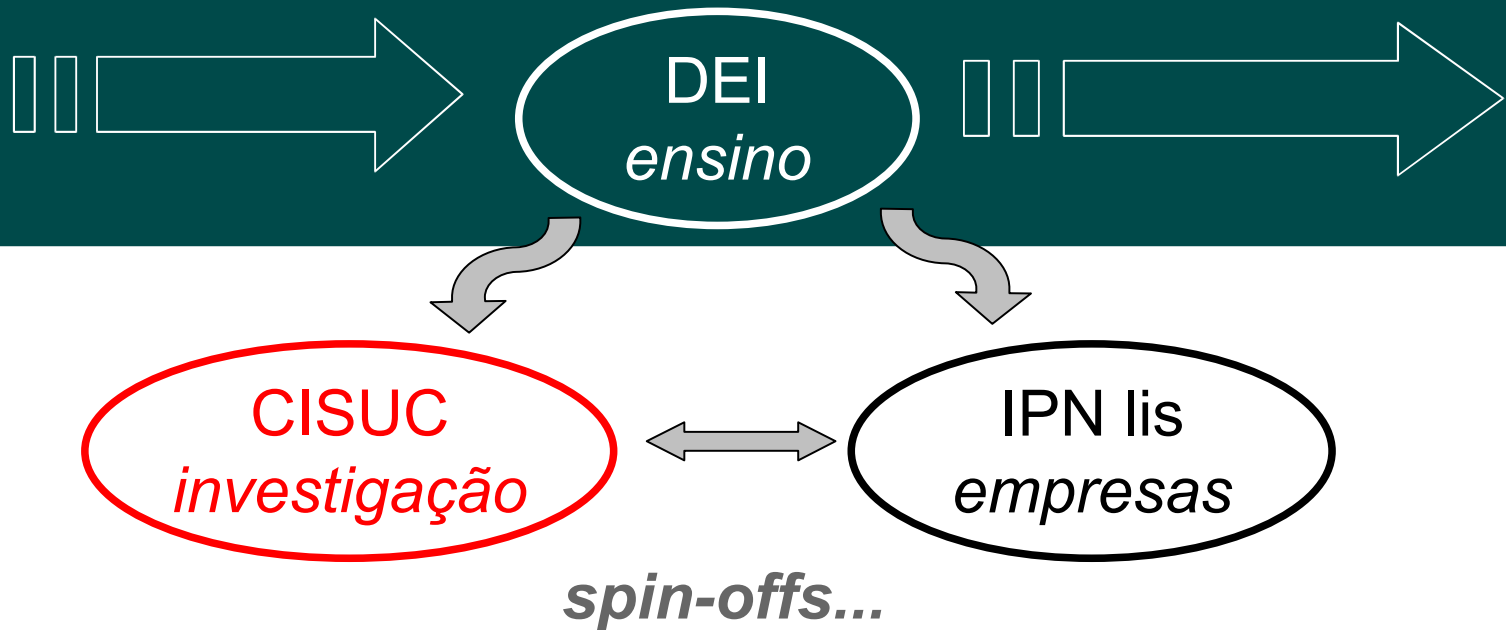 DEI
ensino
CISUC
investigação
IPN lis
empresas
spin-offs...